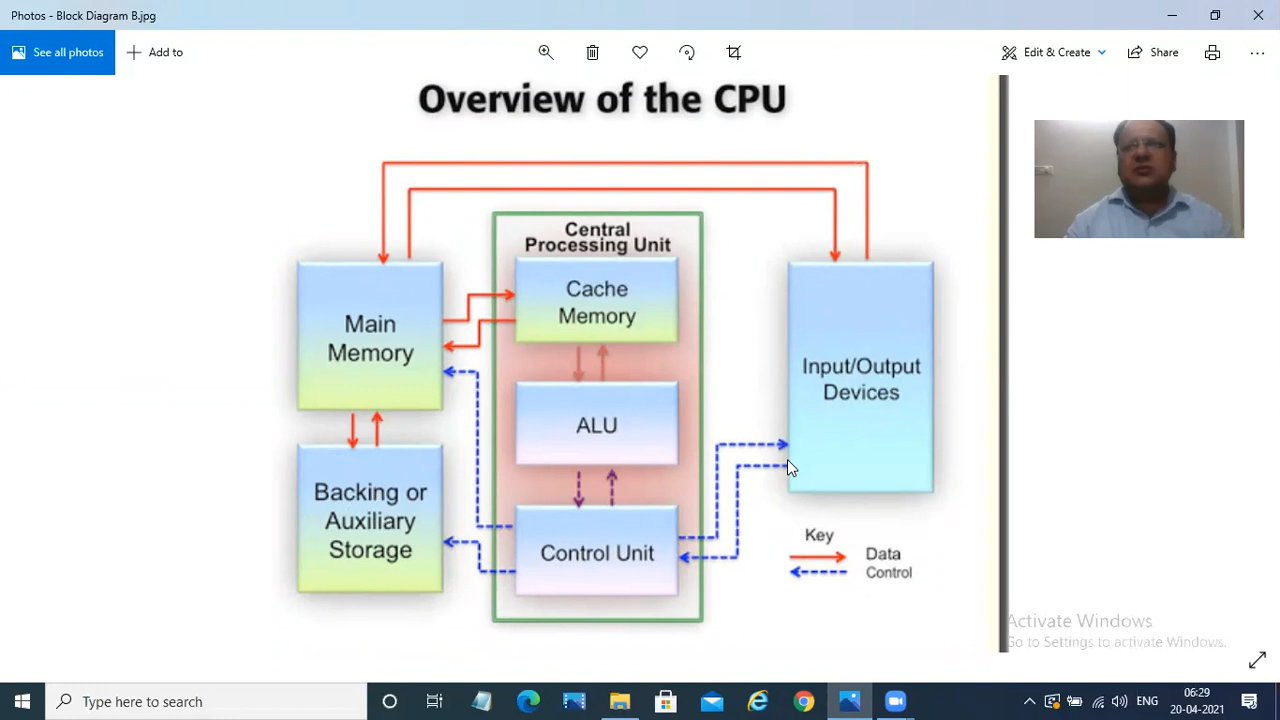 Photos - Block Diagram B.jpg
See all photos
Add to
Edit & Create
Share
Overview of the CPU
Central
Processing Unit
Cache
Memory
Main
Memory
ALU
Input/Output
Devices
Backing or
Auxiliary
Storage
Control Unit
Key
Data
Control
Activate Windows
Go to Settings to activate Windows.
Type here to search
ENG
06:29
20-04-2021